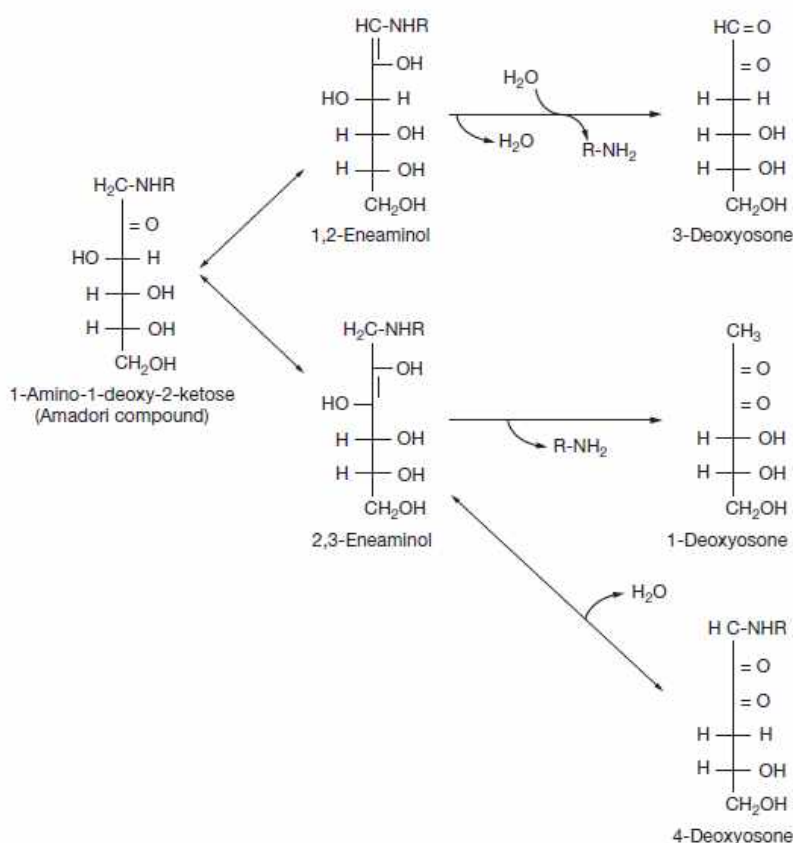 H₂C-NHR
= O
HO H
H OH
H OH
CH₂OH
1-Amino-1-deoxy-2-ketose
(Amadori compound)
HC-NHR
OH
HO H
H OH
H OH
CH₂OH
1,2-Eneaminol
H₂O
H₂O
R-NH₂
HC=O
= O
H H
H OH
H OH
CH₂OH
3-Deoxyosone
H₂C-NHR
OH
HO
H OH
H OH
CH₂OH
2,3-Eneaminol
R-NH₂
CH₃
= O
= O
H OH
H OH
CH₂OH
1-Deoxyosone
H₂O
H C-NHR
= O
= O
H H
H OH
CH₂OH
4-Deoxyosone